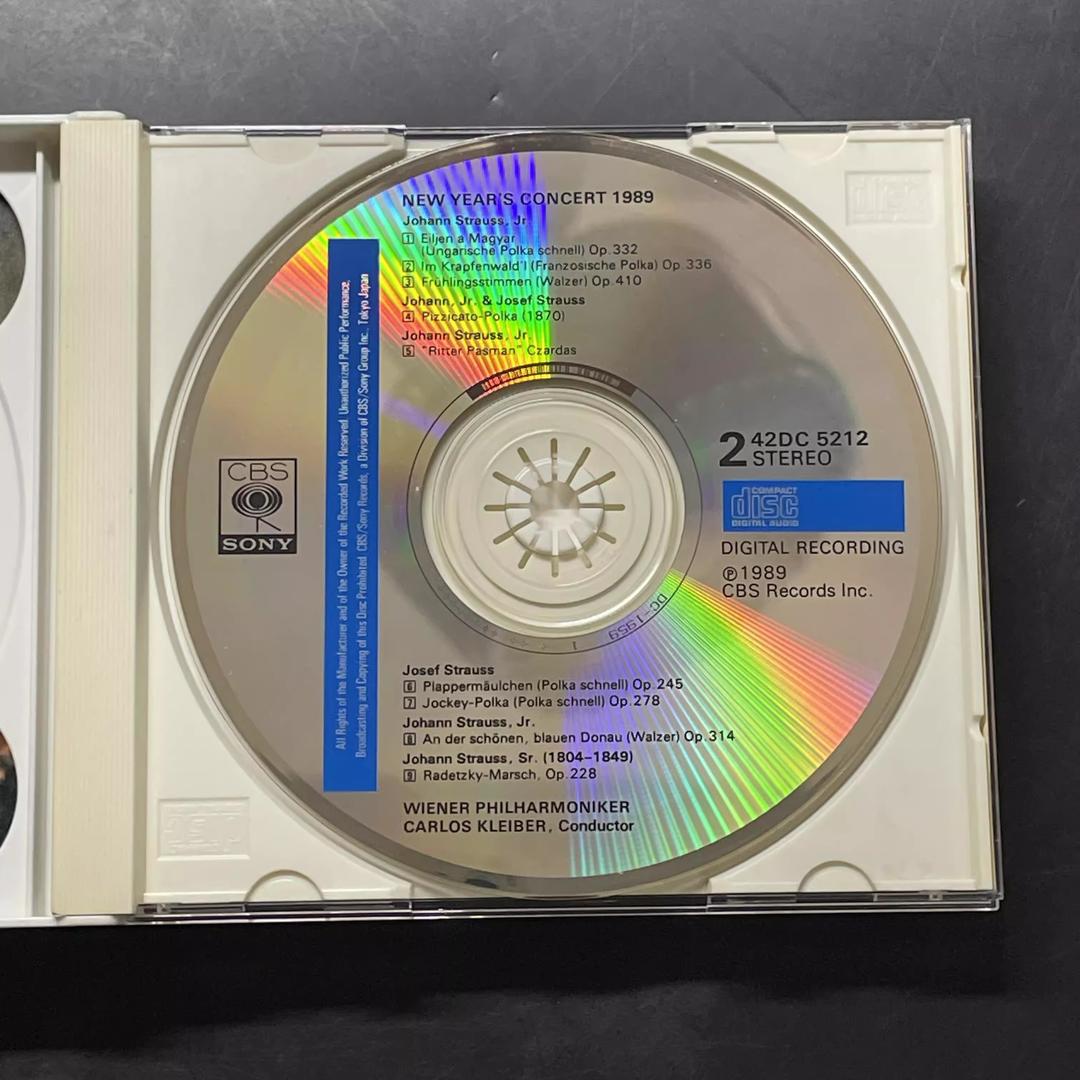 NEW YEAR'S CONCERT 1989
Johann Strauss, Jr.
1 Eljen a Magyar
(Ungarische Polka schnell) Op.332
2 Im Krapfenwald'l (Franzosische Polka) Op.336
3 Frühlingsstimmen (Walzer) Op.410
Johann, Jr. & Josef Strauss
4 Pizzicato-Polka (1870)
Johann Strauss, Jr.
5 "Ritter Pasman" Czardas
All Rights of the Manufacturer and of the Owner of the Recorded Work Reserved. Unauthorized Public Performance,
Broadcasting and Copying of this Disc Prohibited. CBS/Sony Records, a Division of CBS/Sony Group Inc., Tokyo Japan
CBS
SONY
2 42DC 5212
STEREO
COMPACT
disc
DIGITAL AUDIO
DIGITAL RECORDING
℗1989
CBS Records Inc.
DC-1959
1
Josef Strauss
6 Plappermäulchen (Polka schnell) Op.245
7 Jockey-Polka (Polka schnell) Op.278
Johann Strauss, Jr.
8 An der schönen, blauen Donau (Walzer) Op.314
Johann Strauss, Sr. (1804-1849)
9 Radetzky-Marsch, Op.228
WIENER PHILHARMONIKER
CARLOS KLEIBER, Conductor